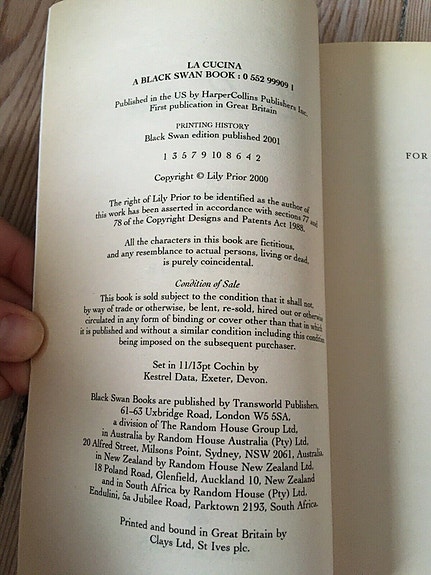 LA CUCINA
A BLACK SWAN BOOK : 0 552 99909 1
Published in the US by HarperCollins Publishers Inc.
First publication in Great Britain
PRINTING HISTORY
Black Swan edition published 2001
1 3 5 7 9 10 8 6 4 2
Copyright © Lily Prior 2000
The right of Lily Prior to be identified as the author of
this work has been asserted in accordance with sections 77 and
78 of the Copyright Designs and Patents Act 1988.
All the characters in this book are fictitious,
and any resemblance to actual persons, living or dead,
is purely coincidental.
Condition of Sale
This book is sold subject to the condition that it shall not,
by way of trade or otherwise, be lent, re-sold, hired out or otherwise
circulated in any form of binding or cover other than that in which
it is published and without a similar condition including this condition
being imposed on the subsequent purchaser.
Set in 11/13pt Cochin by
Kestrel Data, Exeter, Devon.
Black Swan Books are published by Transworld Publishers,
61–63 Uxbridge Road, London W5 5SA,
a division of The Random House Group Ltd,
in Australia by Random House Australia (Pty) Ltd,
20 Alfred Street, Milsons Point, Sydney, NSW 2061, Australia,
in New Zealand by Random House New Zealand Ltd,
18 Poland Road, Glenfield, Auckland 10, New Zealand
and in South Africa by Random House (Pty) Ltd,
Endulini, 5a Jubilee Road, Parktown 2193, South Africa.
Printed and bound in Great Britain by
Clays Ltd, St Ives plc.
FOR